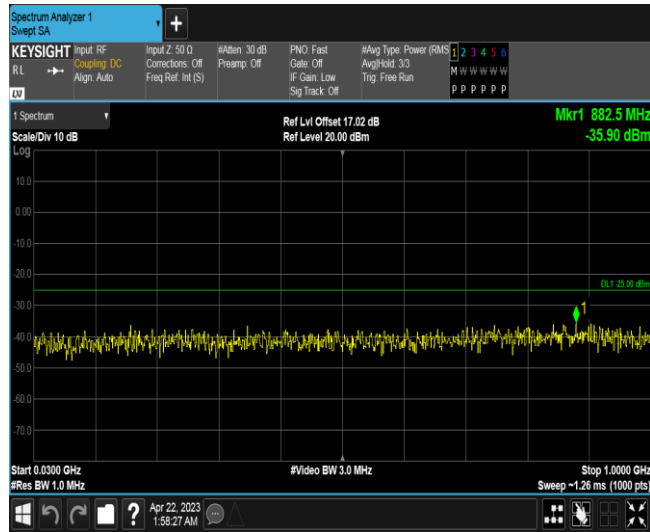 Spectrum Analyzer 1
Swept SA
+
KEYSIGHT
RL
LXI
Input: RF
Coupling: DC
Align: Auto
Input Z: 50 Ω
Corrections: Off
Freq Ref: Int (S)
#Atten: 30 dB
Preamp: Off
PNO: Fast
Gate: Off
IF Gain: Low
Sig Track: Off
#Avg Type: Power (RMS
Avg|Hold: 3/3
Trig: Free Run
1 2 3 4 5 6
M W W W W W
P P P P P P
1 Spectrum
Scale/Div 10 dB
Log
Ref Lvl Offset 17.02 dB
Ref Level 20.00 dBm
Mkr1 882.5 MHz
-35.90 dBm
10.0
0.00
-10.0
-20.0
DL1 -25.00 dBm
-30.0
1
-40.0
-50.0
-60.0
-70.0
Start 0.0300 GHz
#Video BW 3.0 MHz
Stop 1.0000 GHz
#Res BW 1.0 MHz
Sweep ~1.26 ms (1000 pts)
?
Apr 22, 2023
1:58:27 AM